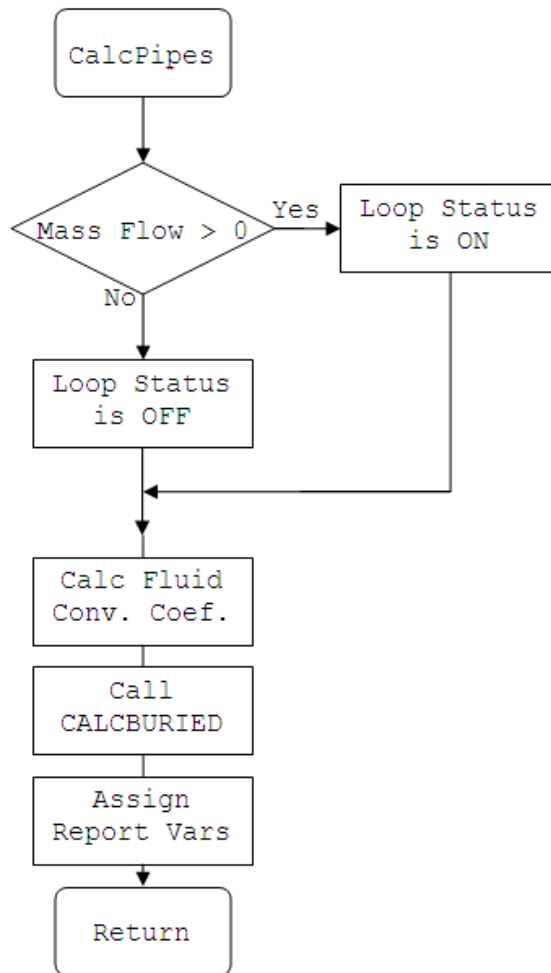 CalcPipes
Mass Flow > 0
Yes
Loop Status
is ON
No
Loop Status
is OFF
Calc Fluid
Conv. Coef.
Call
CALCBURIED
Assign
Report Vars
Return